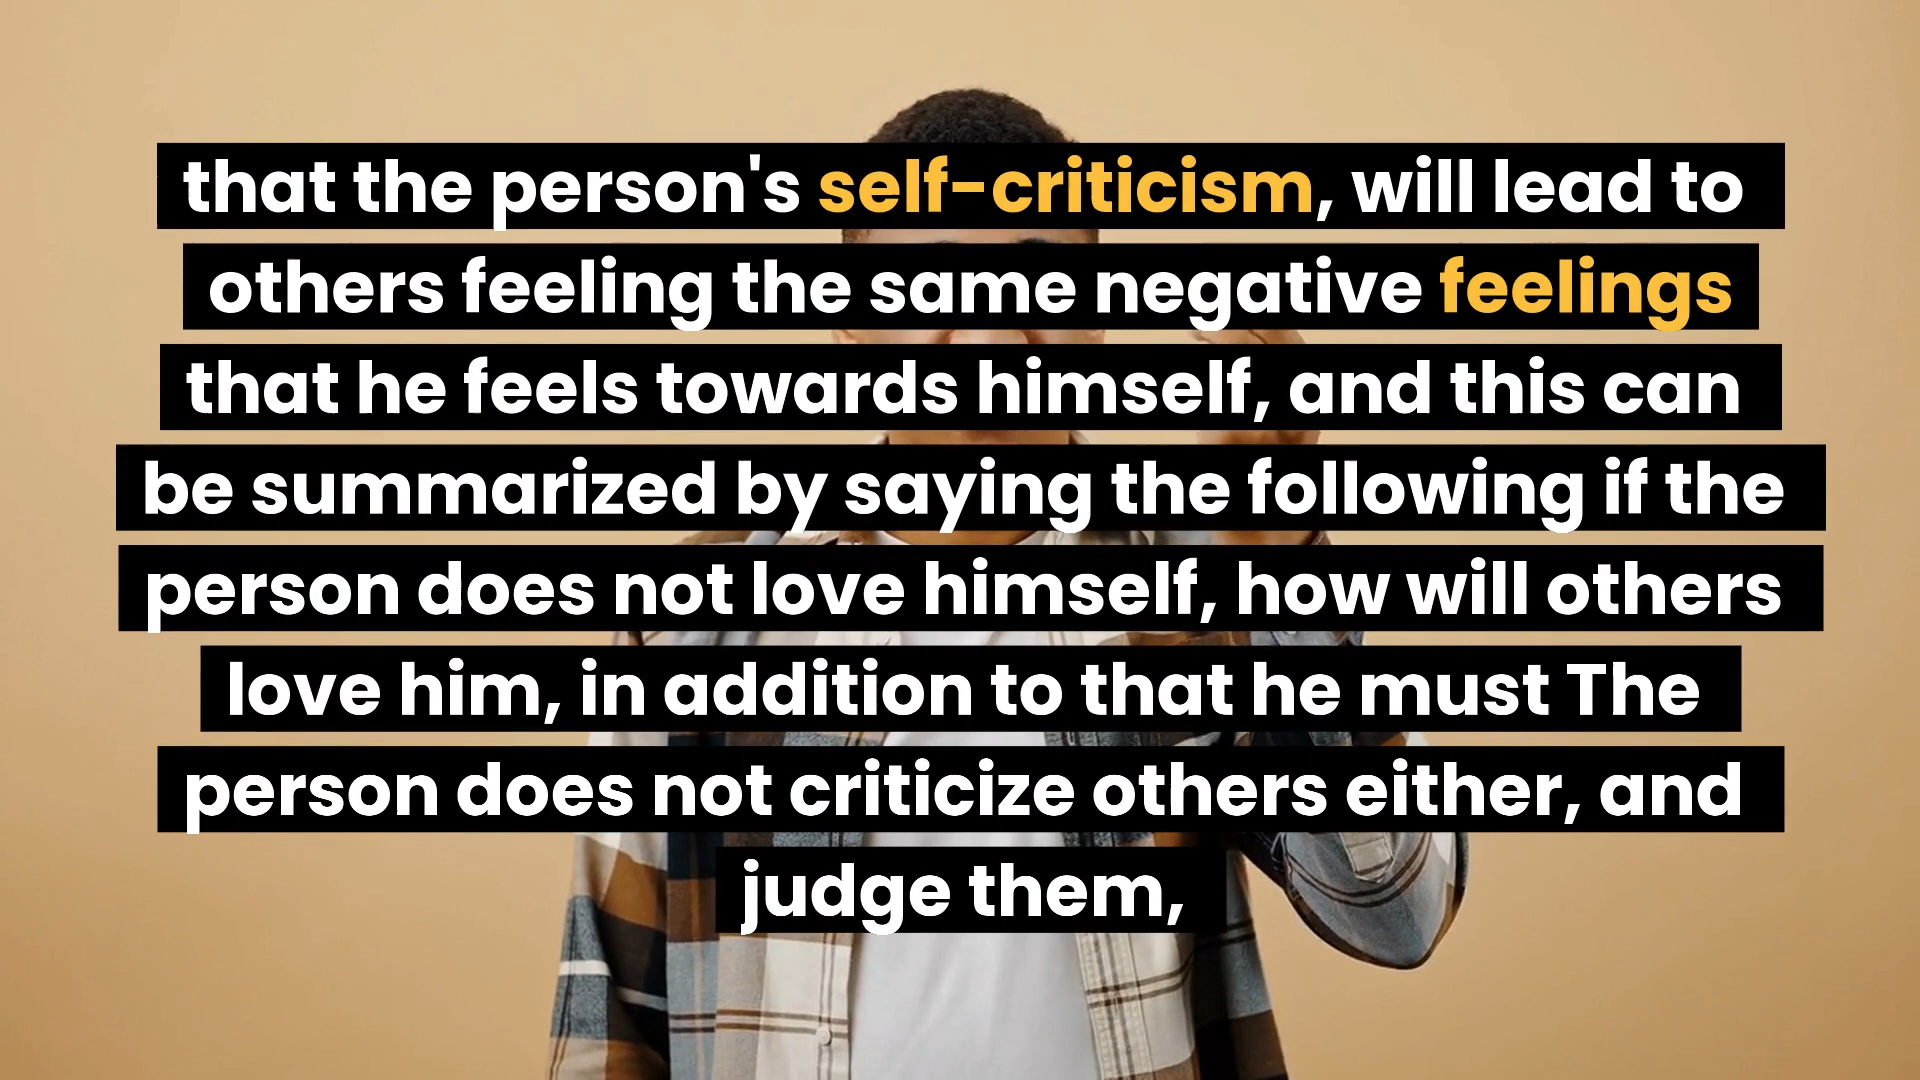 that the person's self-criticism, will lead to
others feeling the same negative feelings
that he feels towards himself, and this can
be summarized by saying the following if the
person does not love himself, how will others
love him, in addition to that he must The
person does not criticize others either, and
judge them,